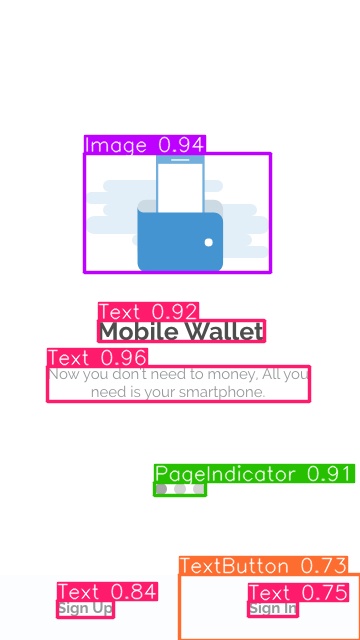 Image 0.94
Text 0.92
Mobile Wallet
Text 0.96
Now you don't need to money, All you
need is your smartphone.
PageIndicator 0.91
TextButton 0.73
Text 0.84
Sign Up
Text 0.75
Sign In